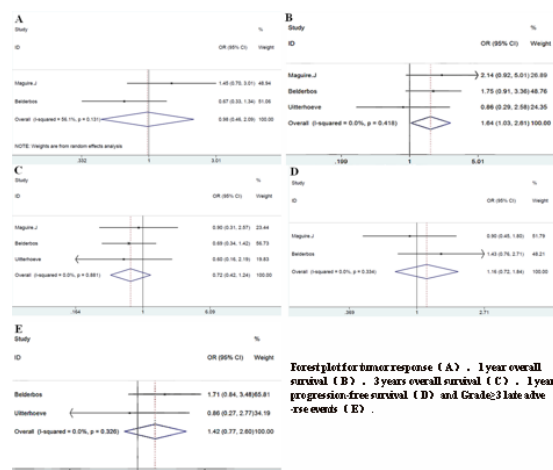 A
Study %
ID OR (95% CI) Weight
Maguire.J 1.45 (0.70, 3.01) 48.94
Belderbos 0.67 (0.33, 1.34) 51.06
Overall (I-squared = 56.1%, p = 0.131) 0.98 (0.46, 2.09) 100.00
NOTE: Weights are from random effects analysis
.332 1 3.01
B
Study %
ID OR (95% CI) Weight
Maguire.J 2.14 (0.92, 5.01) 26.89
Belderbos 1.75 (0.91, 3.36) 48.76
Uitterhoeve 0.86 (0.29, 2.58) 24.35
Overall (I-squared = 0.0%, p = 0.418) 1.64 (1.03, 2.61) 100.00
.199 1 5.01
C
Study %
ID OR (95% CI) Weight
Maguire.J 0.90 (0.31, 2.57) 23.44
Belderbos 0.69 (0.34, 1.42)
Uitterhoeve 0.60 (0.16, 2.19)
Overall (I-squared = 0.0%, p = 0.881) 0.72 (0.42, 1.24) 100.00
.164 1
D
Study %
ID OR (95% CI) Weight
Maguire.J 0.90 (0.45, 1.80) 51.79
Belderbos 1.43 (0.76, 2.71) 48.21
Overall (I-squared = 0.0%, p = 0.334) 1.16 (0.72, 1.84) 100.00
.369 1 2.71
E
Study %
ID OR (95% CI) Weight
Belderbos 1.71 (0.84, 3.48) 65.81
Uitterhoeve 0.86 (0.27, 2.77) 34.19
Overall (I-squared = 0.0%, p = 0.326) 1.42 (0.77, 2.60) 100.00
1
Forest plot for tumor response (A) . 1 year overall
survival (B) . 3 years overall survival (C) . 1 year
progression-free survival (D) and Grade≥3 late adve
-rse events (E) .